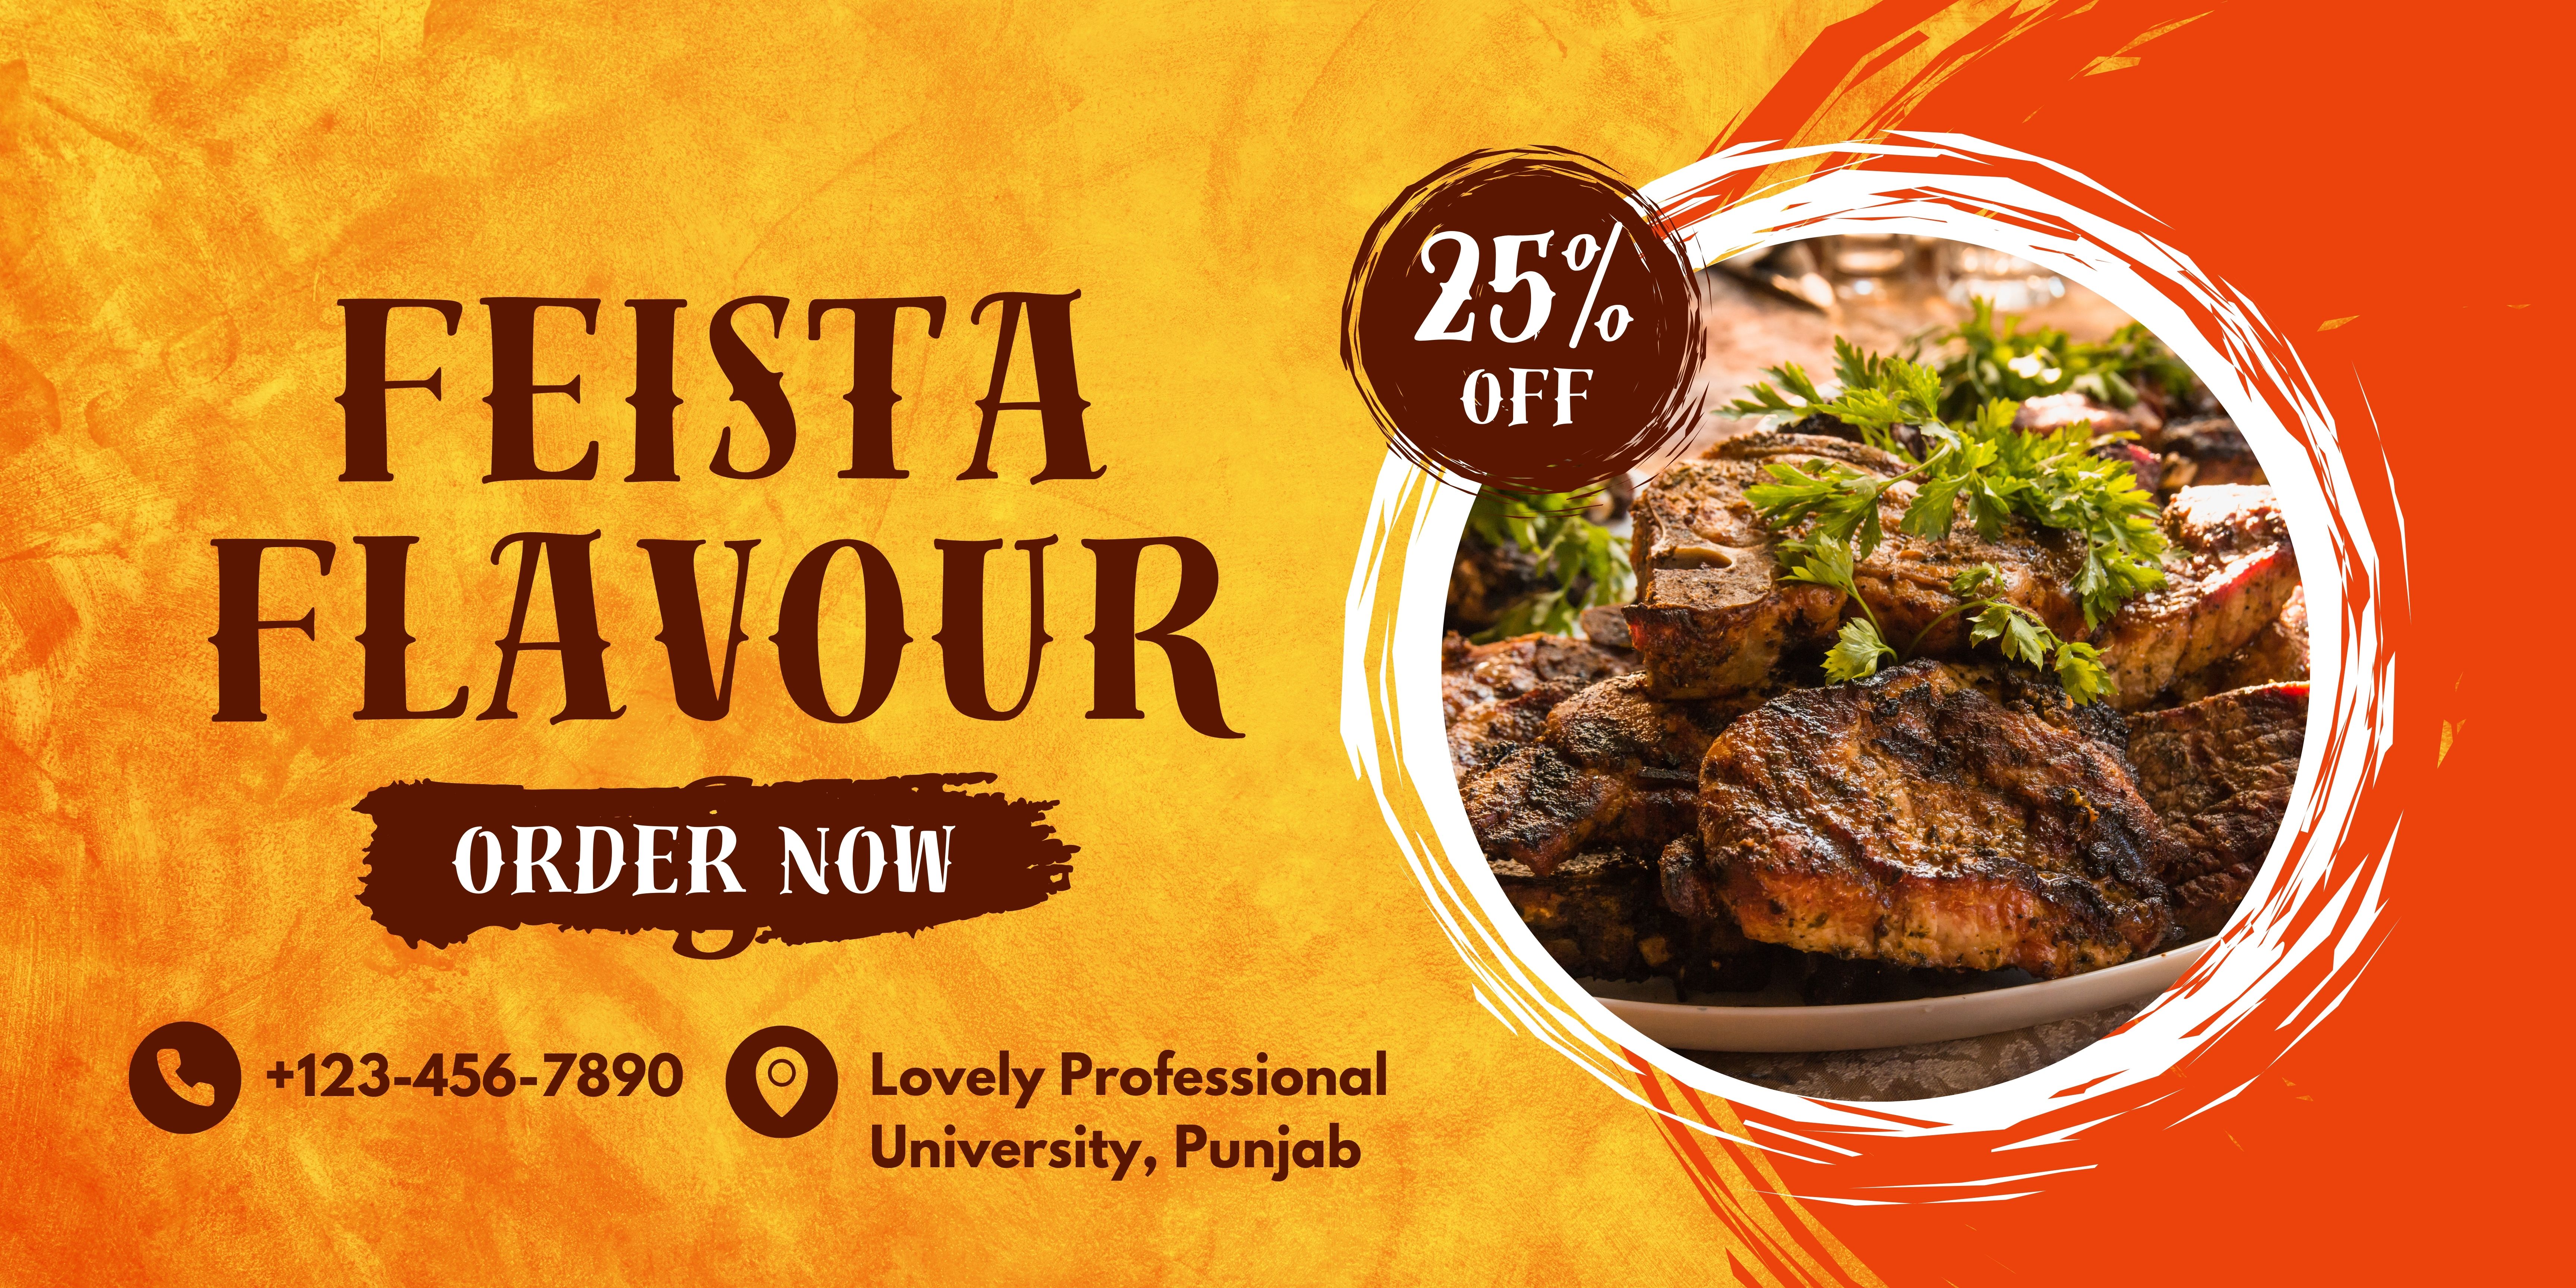 FEISTA
FLAVOUR
25%
OFF
ORDER NOW
+123-456-7890
Lovely Professional
University, Punjab